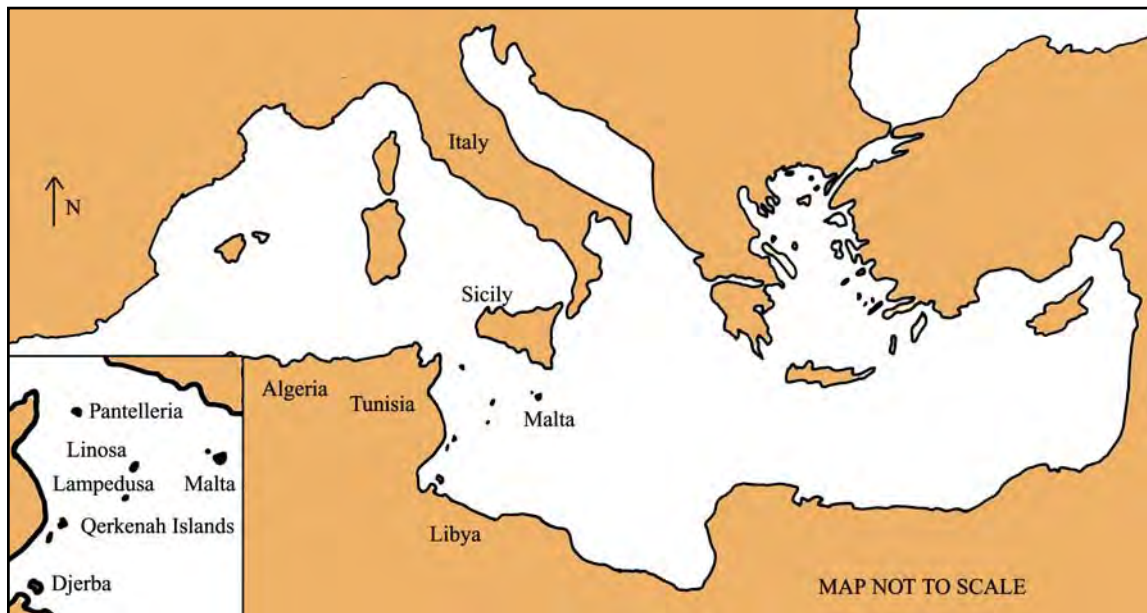 Italy
N
Sicily
Algeria
Tunisia
Malta
Libya
MAP NOT TO SCALE
Pantelleria
Linosa
Lampedusa
Malta
Qerkenah Islands
Djerba